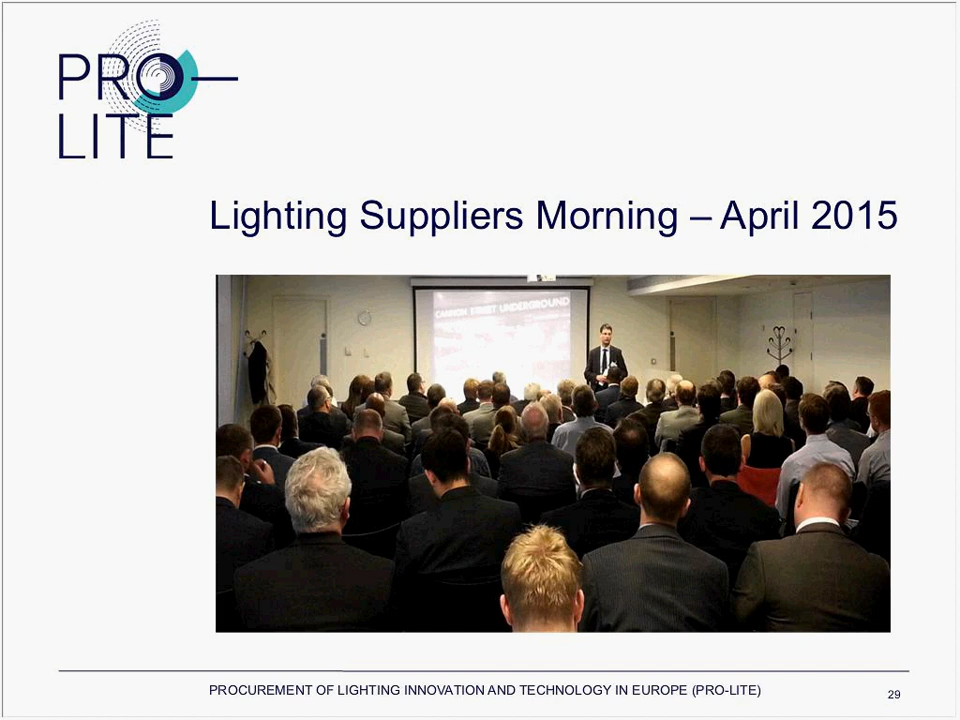 PRO
LITE
Lighting Suppliers Morning – April 2015
CANNON STREET UNDERGROUND
PROCUREMENT OF LIGHTING INNOVATION AND TECHNOLOGY IN EUROPE (PRO-LITE)
29